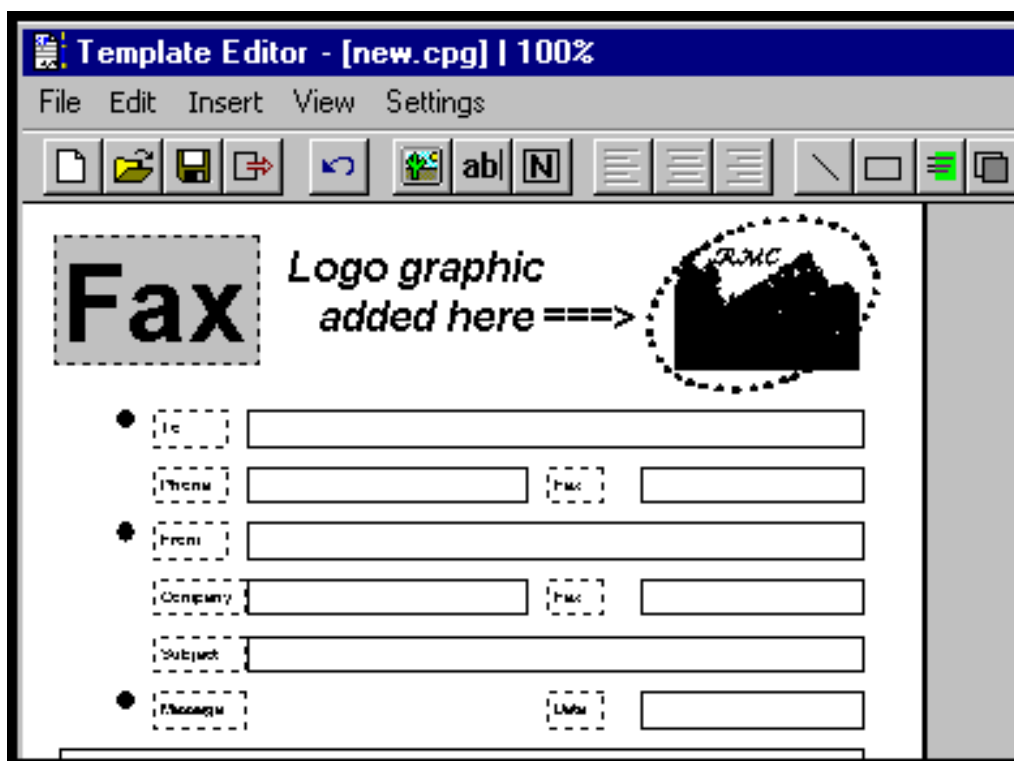 Template Editor - [new.cpg] | 100%
File Edit Insert View Settings
ab| N
Fax Logo graphic
added here ===>
RMC
To
Phone Fax
From
Company Fax
Subject
Message Date